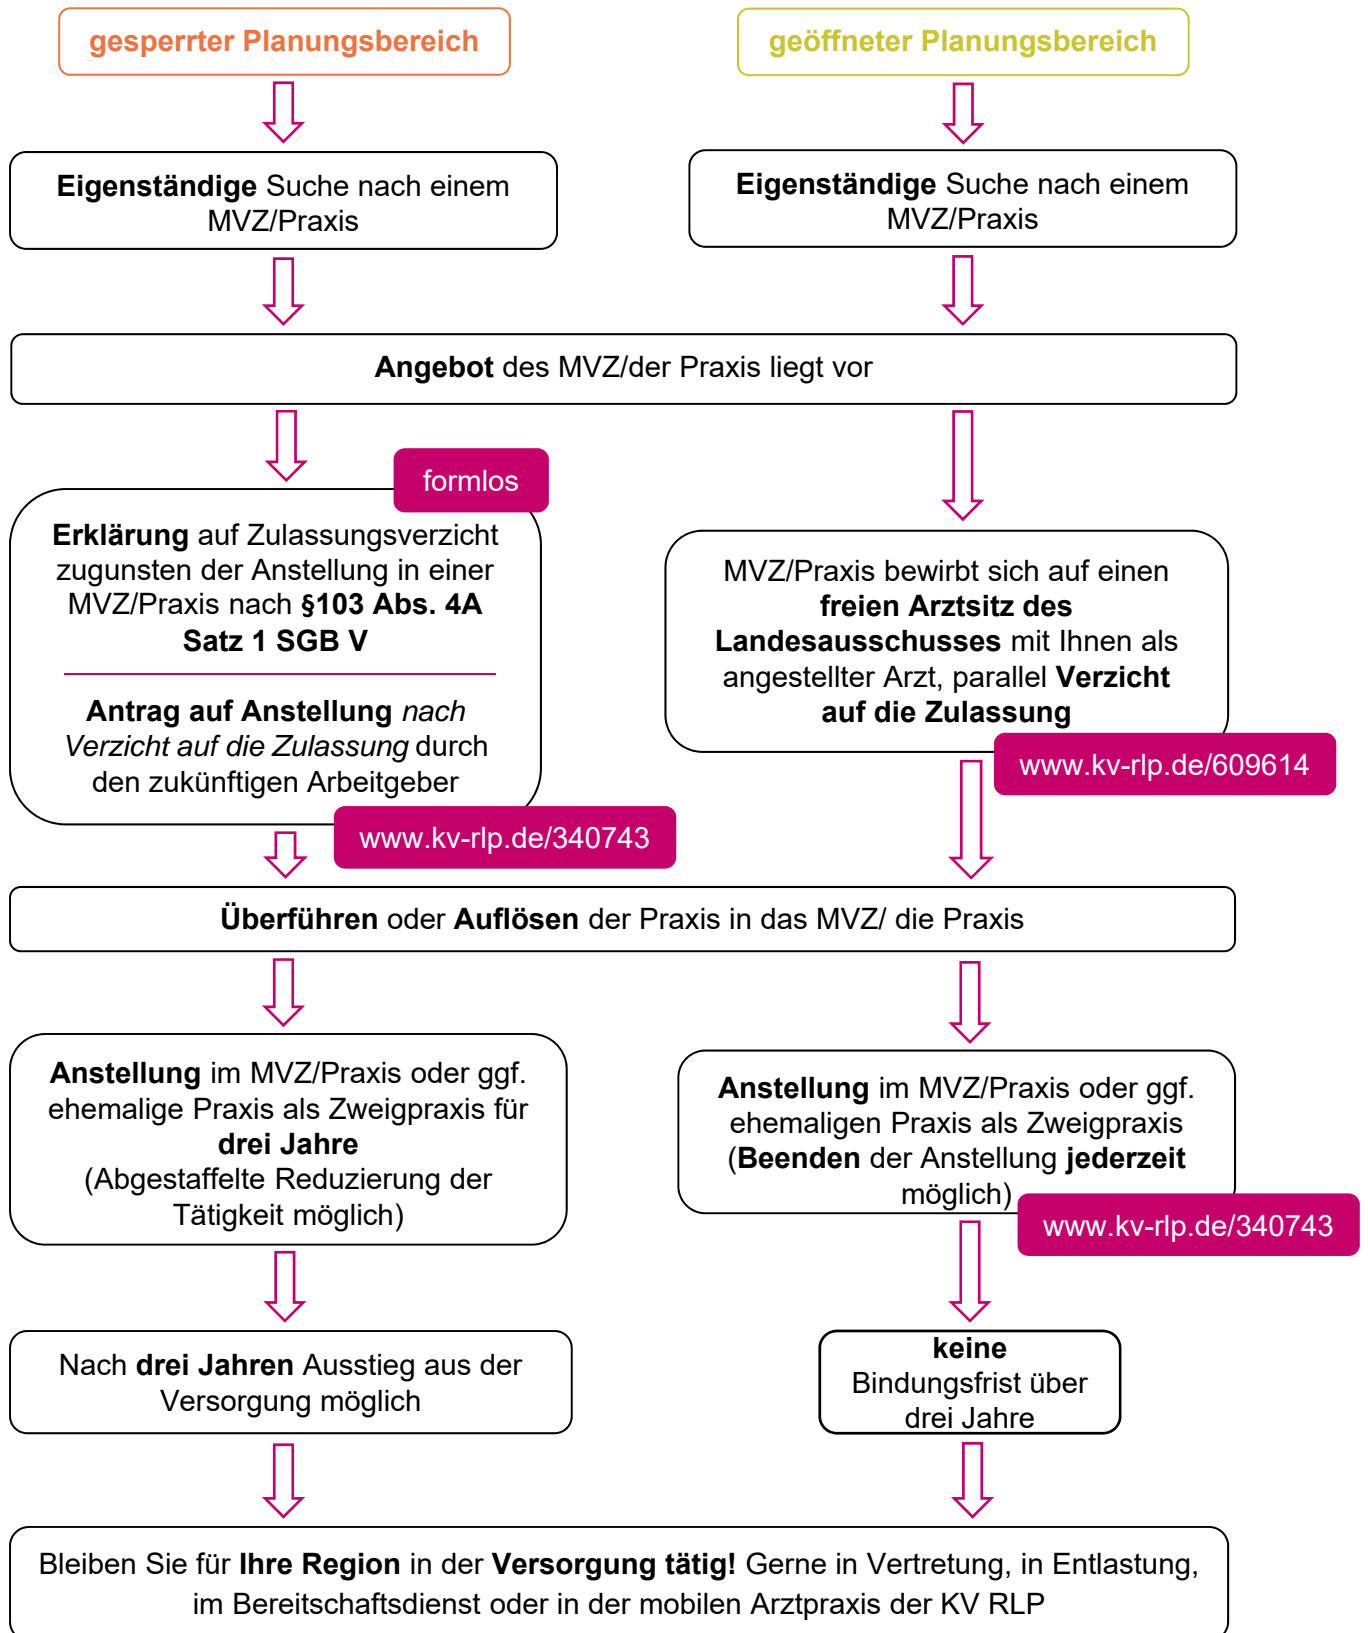 gesperrter Planungsbereich
geöffneter Planungsbereich
Eigenständige Suche nach einem
MVZ/Praxis
Eigenständige Suche nach einem
MVZ/Praxis
Angebot des MVZ/der Praxis liegt vor
formlos
Erklärung auf Zulassungsverzicht
zugunsten der Anstellung in einer
MVZ/Praxis nach §103 Abs. 4A
Satz 1 SGB V
Antrag auf Anstellung nach
Verzicht auf die Zulassung durch
den zukünftigen Arbeitgeber
www.kv-rlp.de/340743
MVZ/Praxis bewirbt sich auf einen
freien Arztsitz des
Landesausschusses mit Ihnen als
angestellter Arzt, parallel Verzicht
auf die Zulassung
www.kv-rlp.de/609614
Überführen oder Auflösen der Praxis in das MVZ/ die Praxis
Anstellung im MVZ/Praxis oder ggf.
ehemalige Praxis als Zweigpraxis für
drei Jahre
(Abgestaffelte Reduzierung der
Tätigkeit möglich)
Anstellung im MVZ/Praxis oder ggf.
ehemaligen Praxis als Zweigpraxis
(Beenden der Anstellung jederzeit
möglich)
www.kv-rlp.de/340743
Nach drei Jahren Ausstieg aus der
Versorgung möglich
keine
Bindungsfrist über
drei Jahre
Bleiben Sie für Ihre Region in der Versorgung tätig! Gerne in Vertretung, in Entlastung,
im Bereitschaftsdienst oder in der mobilen Arztpraxis der KV RLP